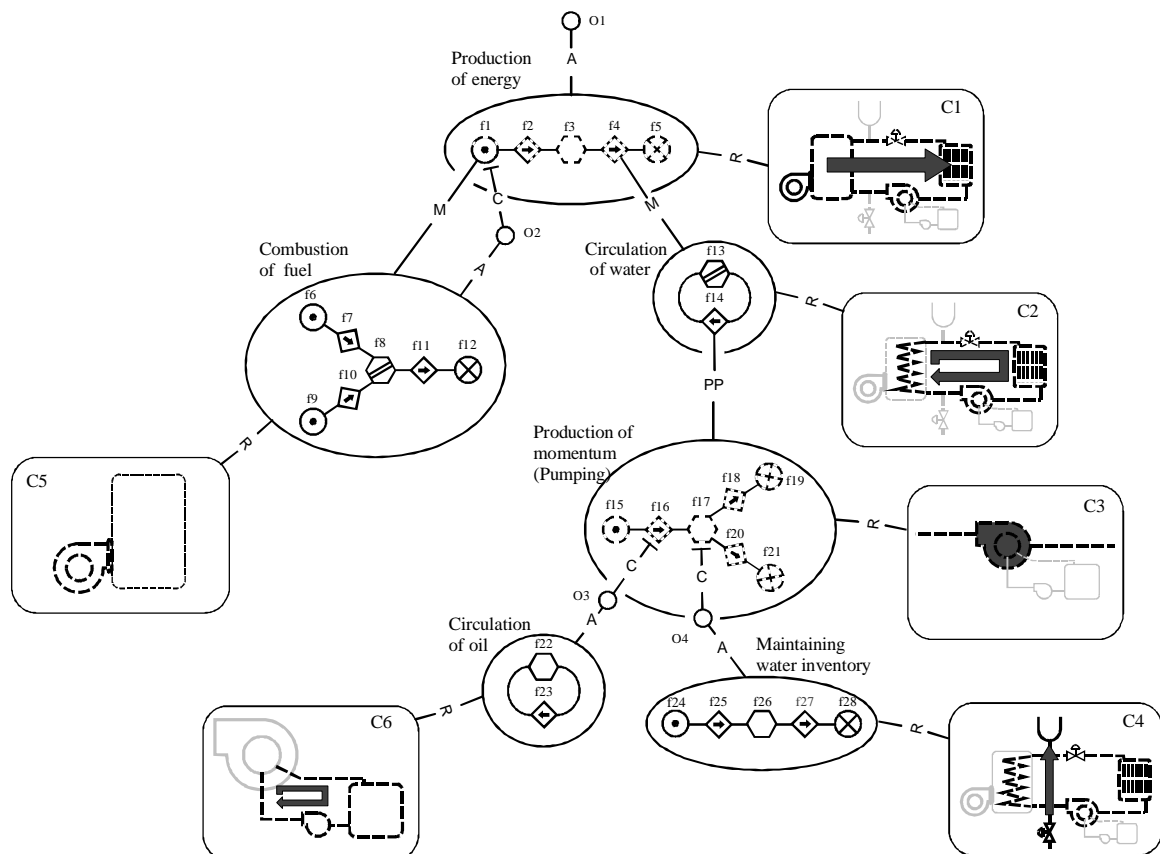 O1
A
Production
of energy
f1
f2
f3
f4
f5
R
C1
M
C
O2
A
M
Combustion
of fuel
Circulation
of water
f13
f14
R
C2
f6
f7
f8
f10
f11
f12
f9
PP
R
C5
Production of
momentum
(Pumping)
f15
f16
f17
f18
f19
f20
f21
R
C3
C
C
O3
A
O4
A
Circulation
of oil
f22
f23
Maintaining
water inventory
f24
f25
f26
f27
f28
R
C6
R
C4